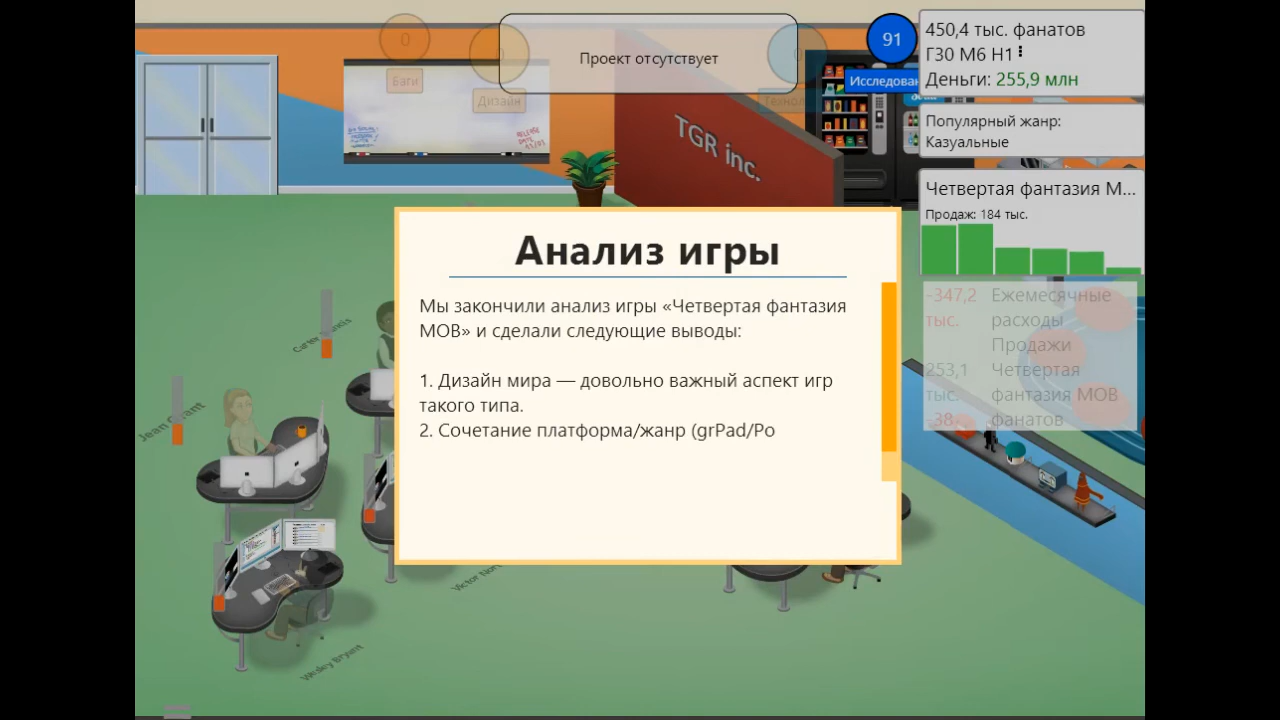 0
Баги
Дизайн
Проект отсутствует
91
Исследован
450,4 тыс. фанатов
Г30 М6 Н1
Деньги: 255,9 млн
Популярный жанр:
Казуальные
TGR inc.
Четвертая фантазия М...
Продаж: 184 тыс.
-347,2 тыс. Ежемесячные расходы
Продажи
253,1 тыс. Четвертая фантазия МОВ
-38 фанатов
Анализ игры
Мы закончили анализ игры «Четвертая фантазия
МОВ» и сделали следующие выводы:
1. Дизайн мира — довольно важный аспект игр
такого типа.
2. Сочетание платформа/жанр (grPad/Ро